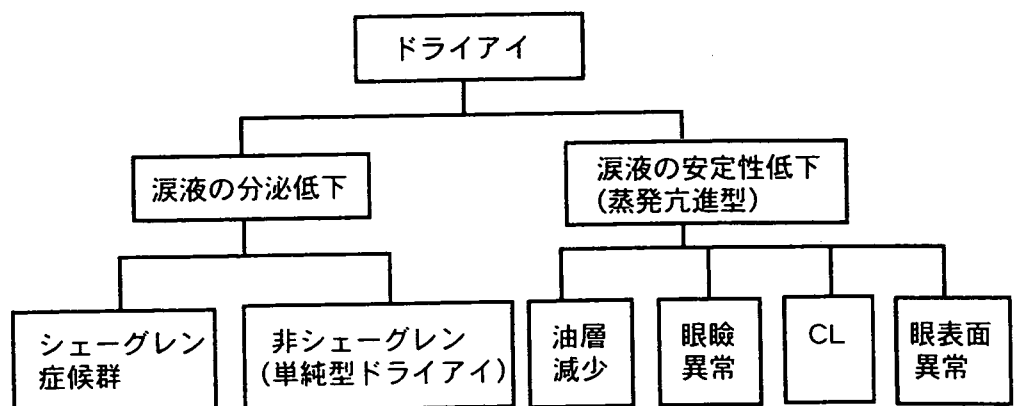 ドライアイ
涙液の分泌低下
涙液の安定性低下
(蒸発亢進型)
シェーグレン
症候群
非シェーグレン
(単純型ドライアイ)
油層
減少
眼瞼
異常
CL
眼表面
異常